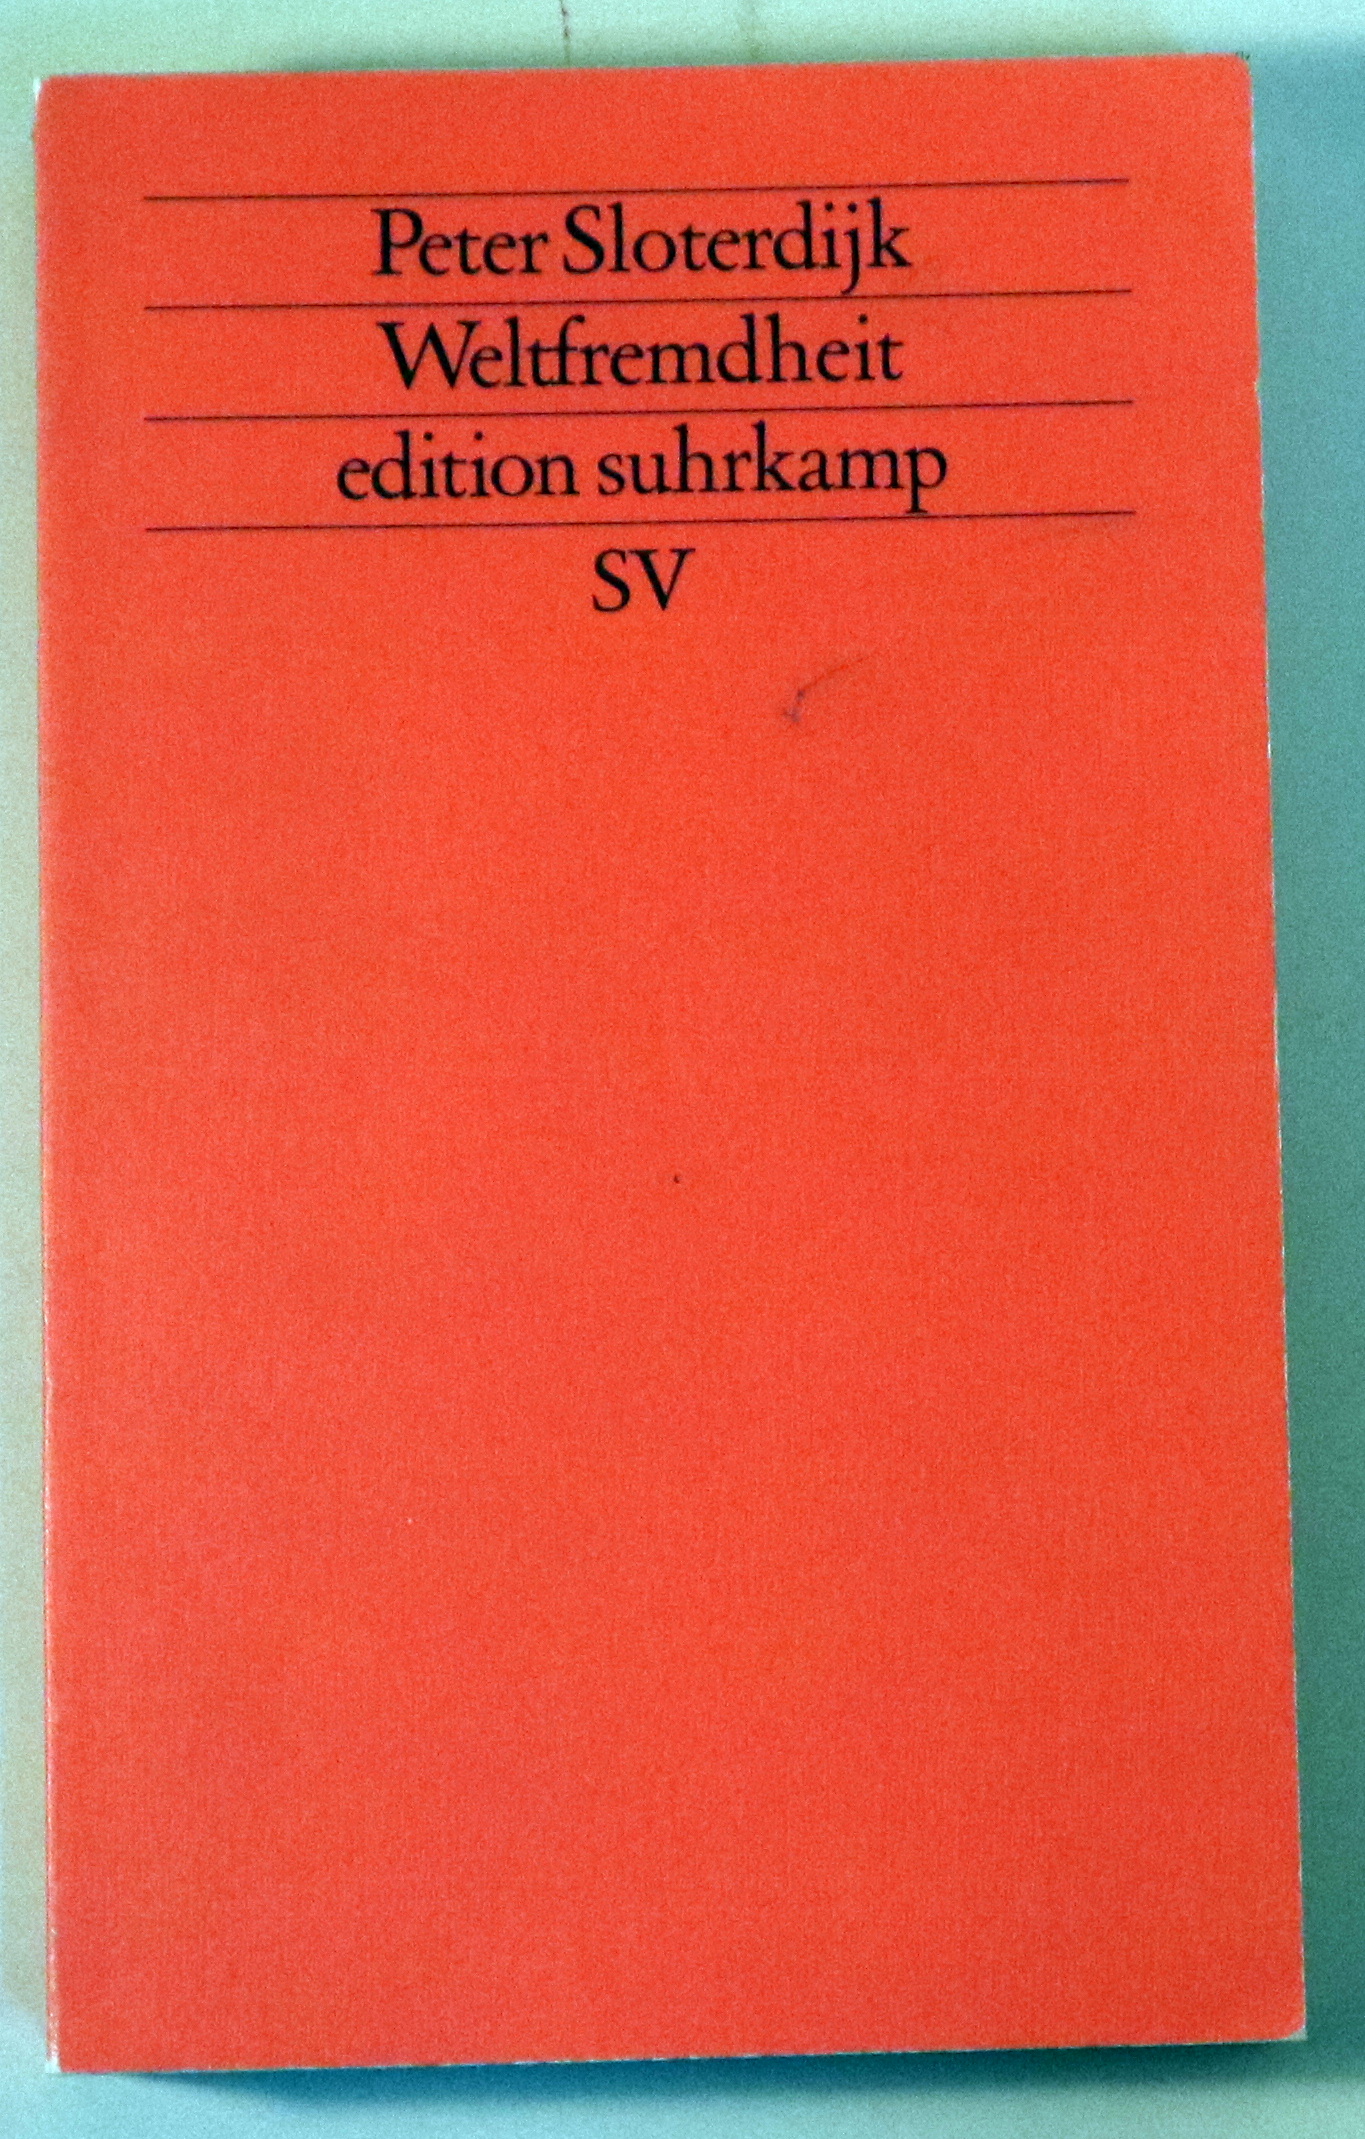 Peter Sloterdijk
Weltfremdheit
edition suhrkamp
SV